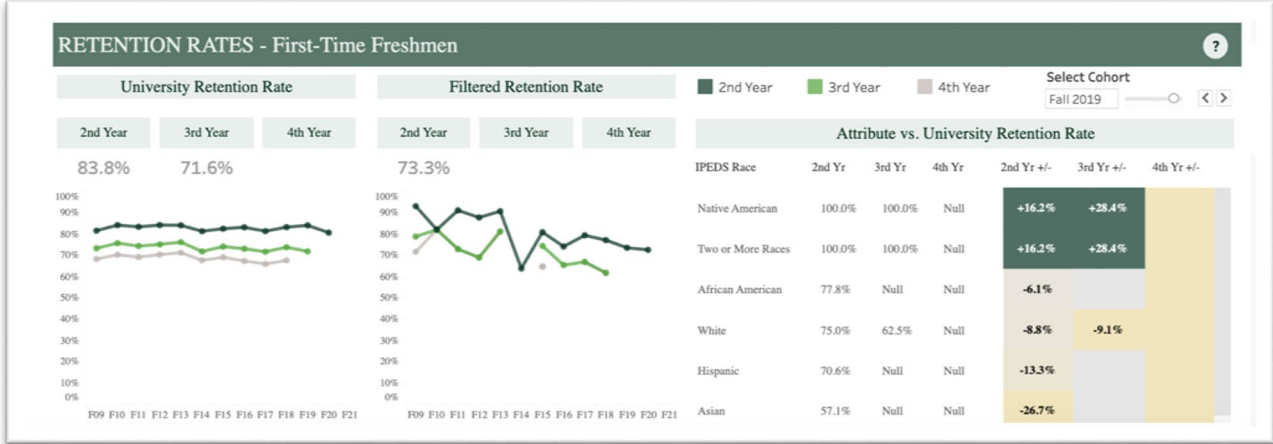 RETENTION RATES - First-Time Freshmen
?
University Retention Rate
2nd Year 3rd Year 4th Year
83.8% 71.6%
100%
90%
80%
70%
60%
50%
40%
30%
20%
10%
0%
F09 F10 F11 F12 F13 F14 F15 F16 F17 F18 F19 F20 F21
Filtered Retention Rate
2nd Year 3rd Year 4th Year
73.3%
100%
90%
80%
70%
60%
50%
40%
30%
20%
10%
0%
F09 F10 F11 F12 F13 F14 F15 F16 F17 F18 F19 F20 F21
2nd Year 3rd Year 4th Year
Select Cohort
Fall 2019
Attribute vs. University Retention Rate
IPEDS Race 2nd Yr 3rd Yr 4th Yr 2nd Yr +/- 3rd Yr +/- 4th Yr +/-
Native American 100.0% 100.0% Null +16.2% +28.4%
Two or More Races 100.0% 100.0% Null +16.2% +28.4%
African American 77.8% Null Null -6.1%
White 75.0% 62.5% Null -8.8% -9.1%
Hispanic 70.6% Null Null -13.3%
Asian 57.1% Null Null -26.7%